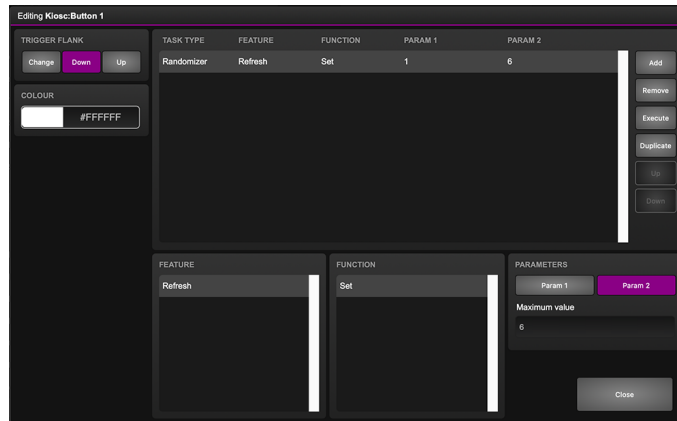 Editing Kiosc:Button 1
TRIGGER FLANK
Change Down Up
COLOUR
#FFFFFF
TASK TYPE FEATURE FUNCTION PARAM 1 PARAM 2
Randomizer Refresh Set 1 6
Add
Remove
Execute
Duplicate
Up
Down
FEATURE
Refresh
FUNCTION
Set
PARAMETERS
Param 1 Param 2
Maximum value
6
Close